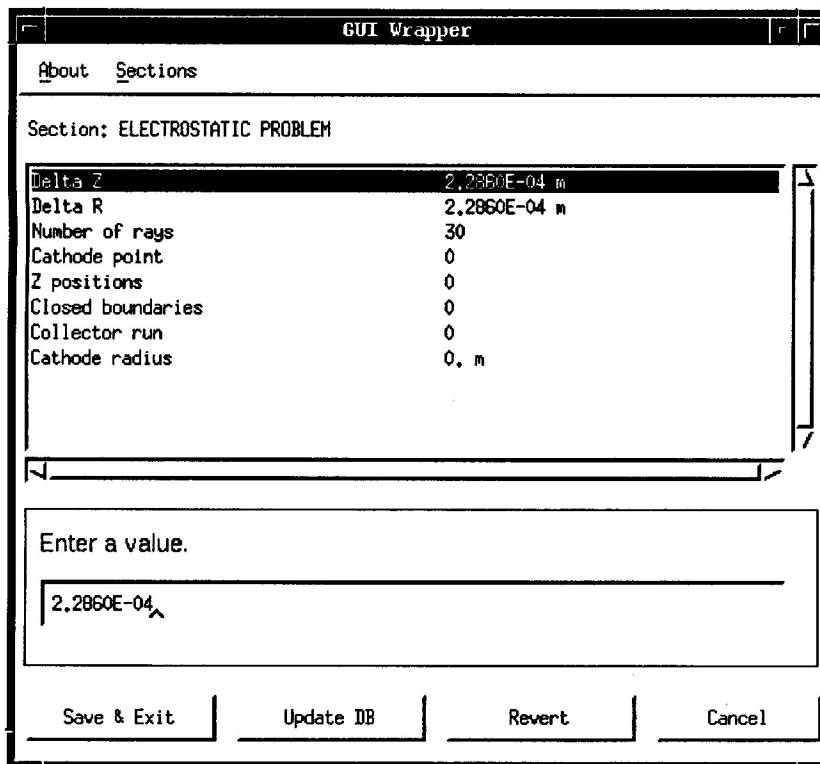 GUI Wrapper
About Sections
Section: ELECTROSTATIC PROBLEM
Delta Z 2.2860E-04 m
Delta R 2.2860E-04 m
Number of rays 30
Cathode point 0
Z positions 0
Closed boundaries 0
Collector run 0
Cathode radius 0. m
Enter a value.
2.2860E-04
Save & Exit Update DB Revert Cancel